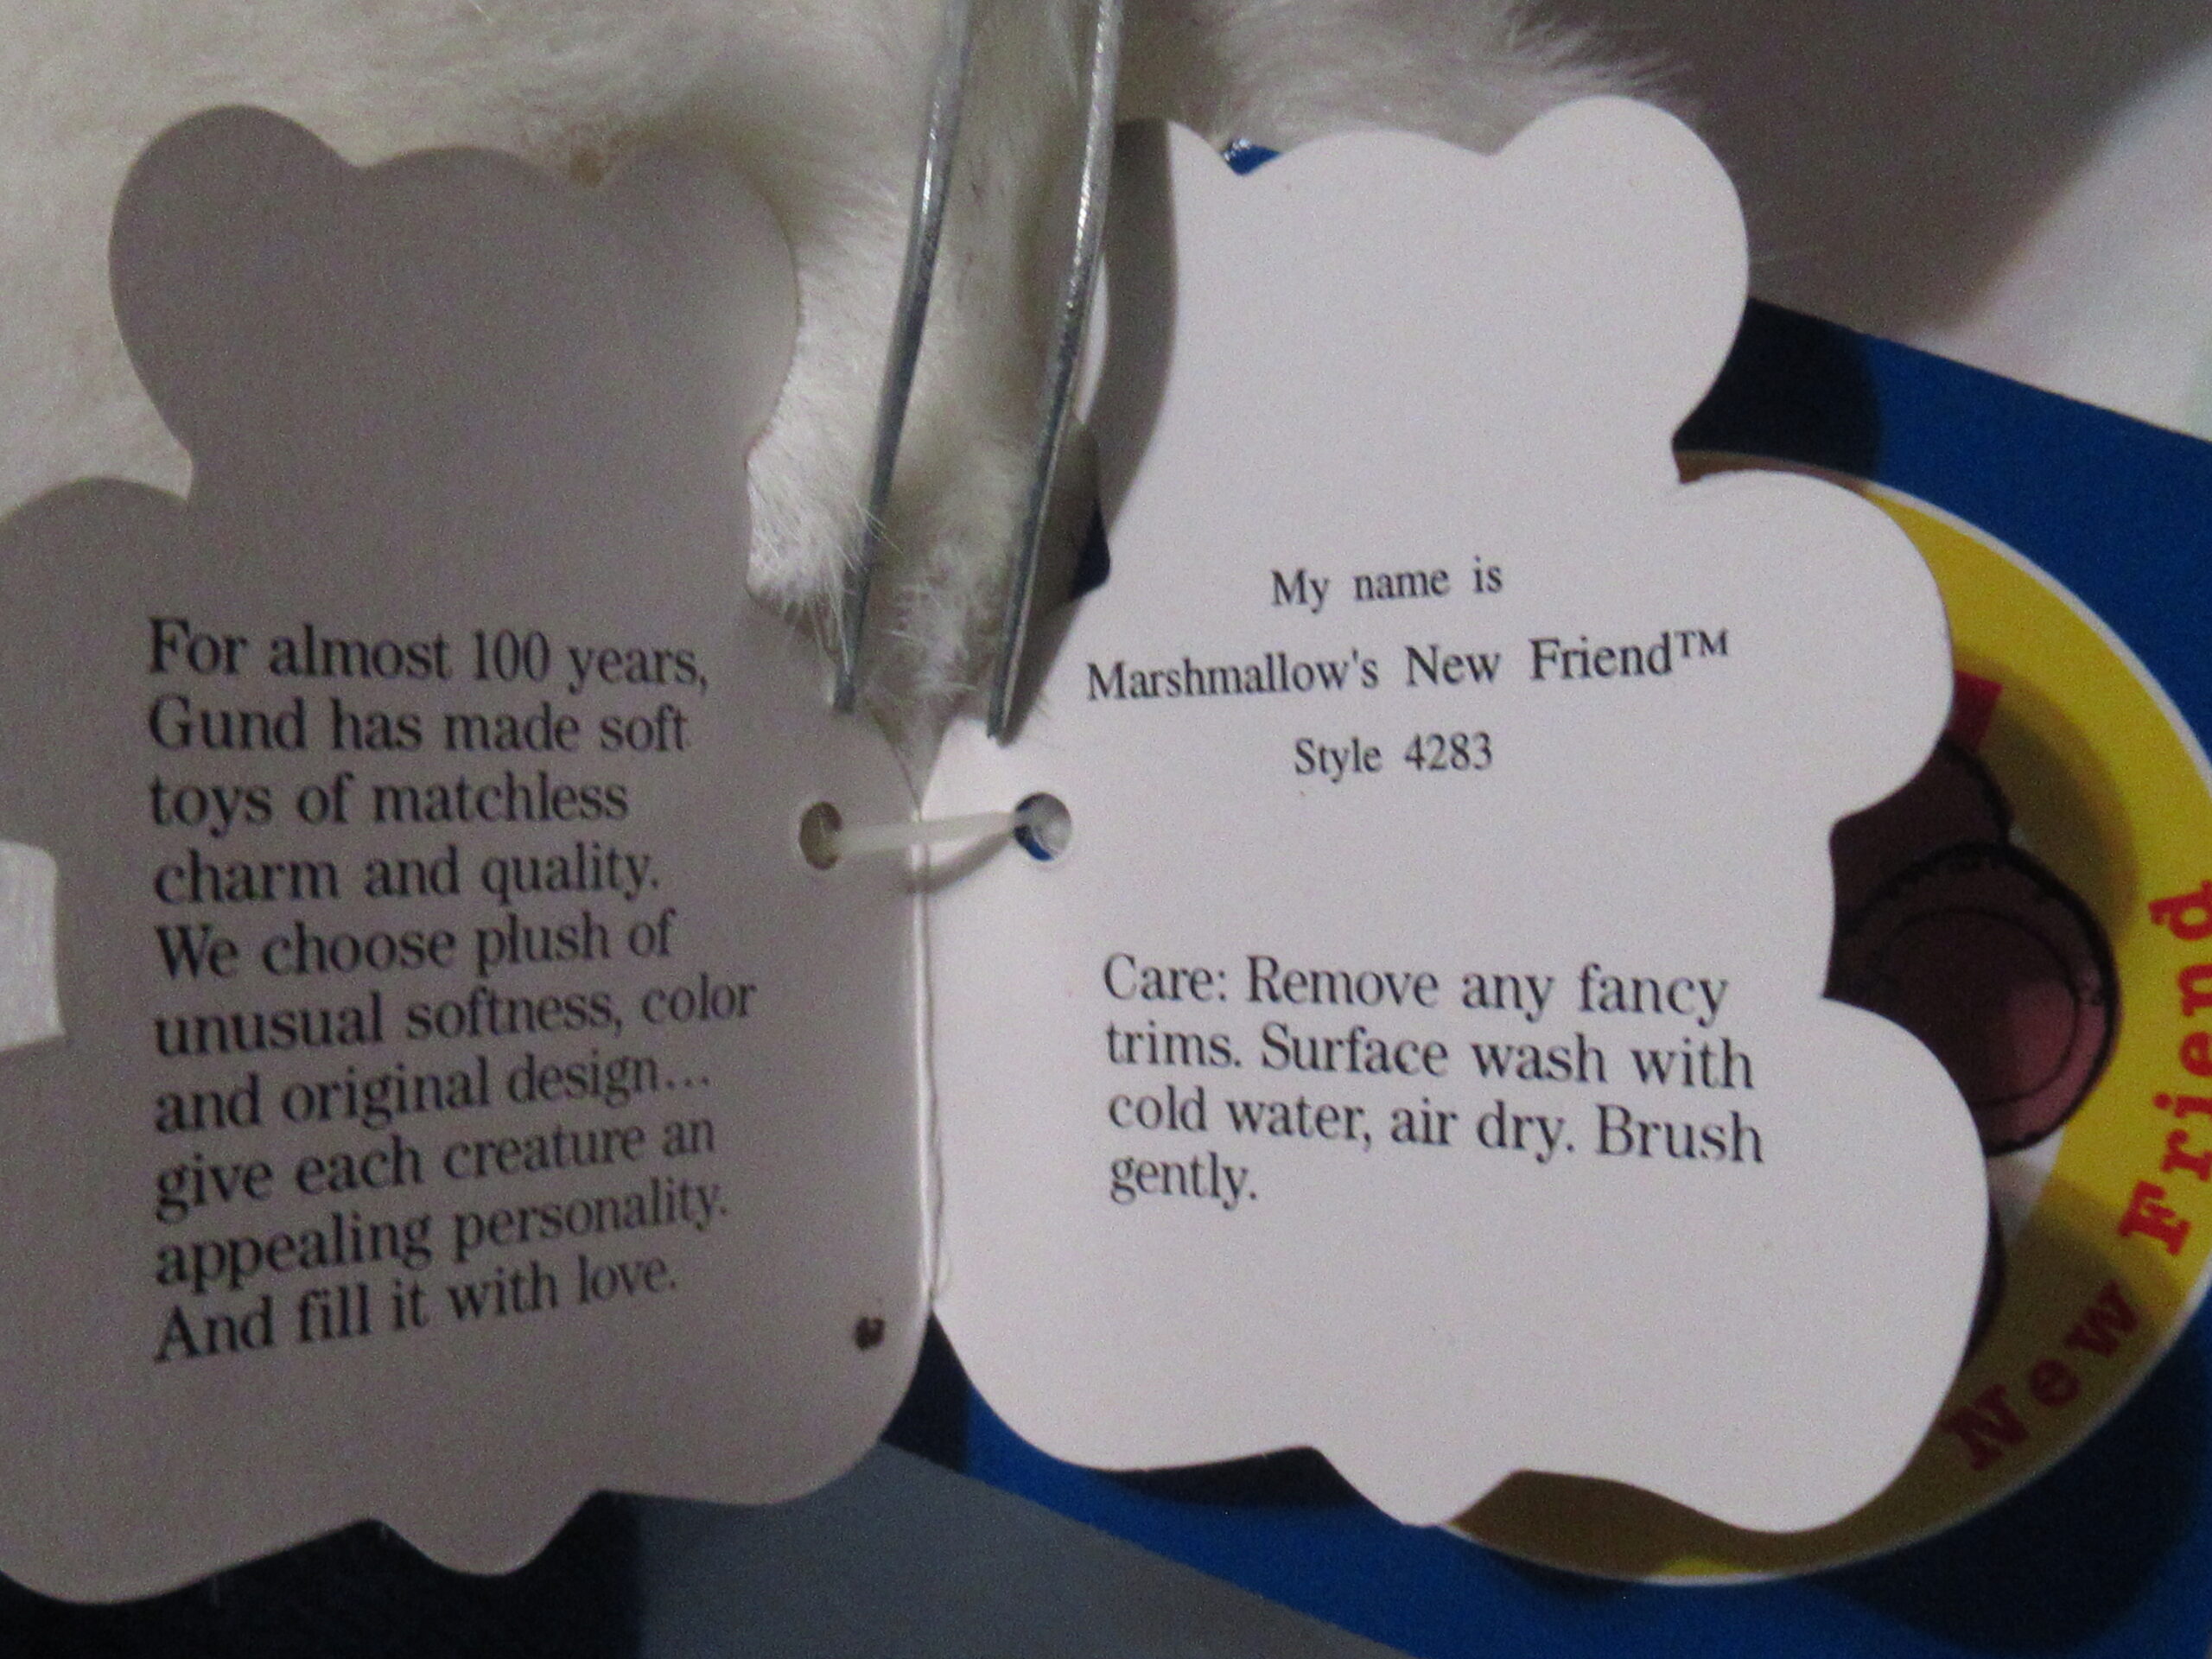 For almost 100 years,
Gund has made soft
toys of matchless
charm and quality.
We choose plush of
unusual softness, color
and original design...
give each creature an
appealing personality.
And fill it with love.
My name is
Marshmallow's New Friend™
Style 4283
Care: Remove any fancy
trims. Surface wash with
cold water, air dry. Brush
gently.
New Friend